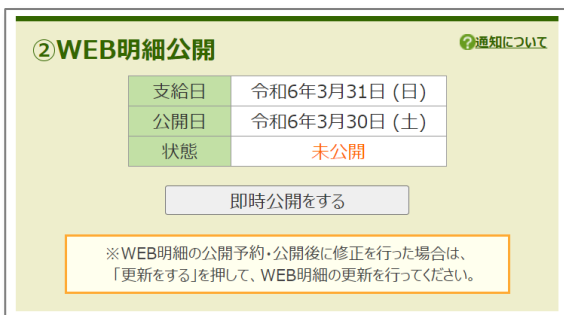 ②WEB明細公開
?通知について
支給日 令和6年3月31日 (日)
公開日 令和6年3月30日 (土)
状態 未公開
即時公開をする
※WEB明細の公開予約・公開後に修正を行った場合は、
「更新をする」を押して、WEB明細の更新を行ってください。